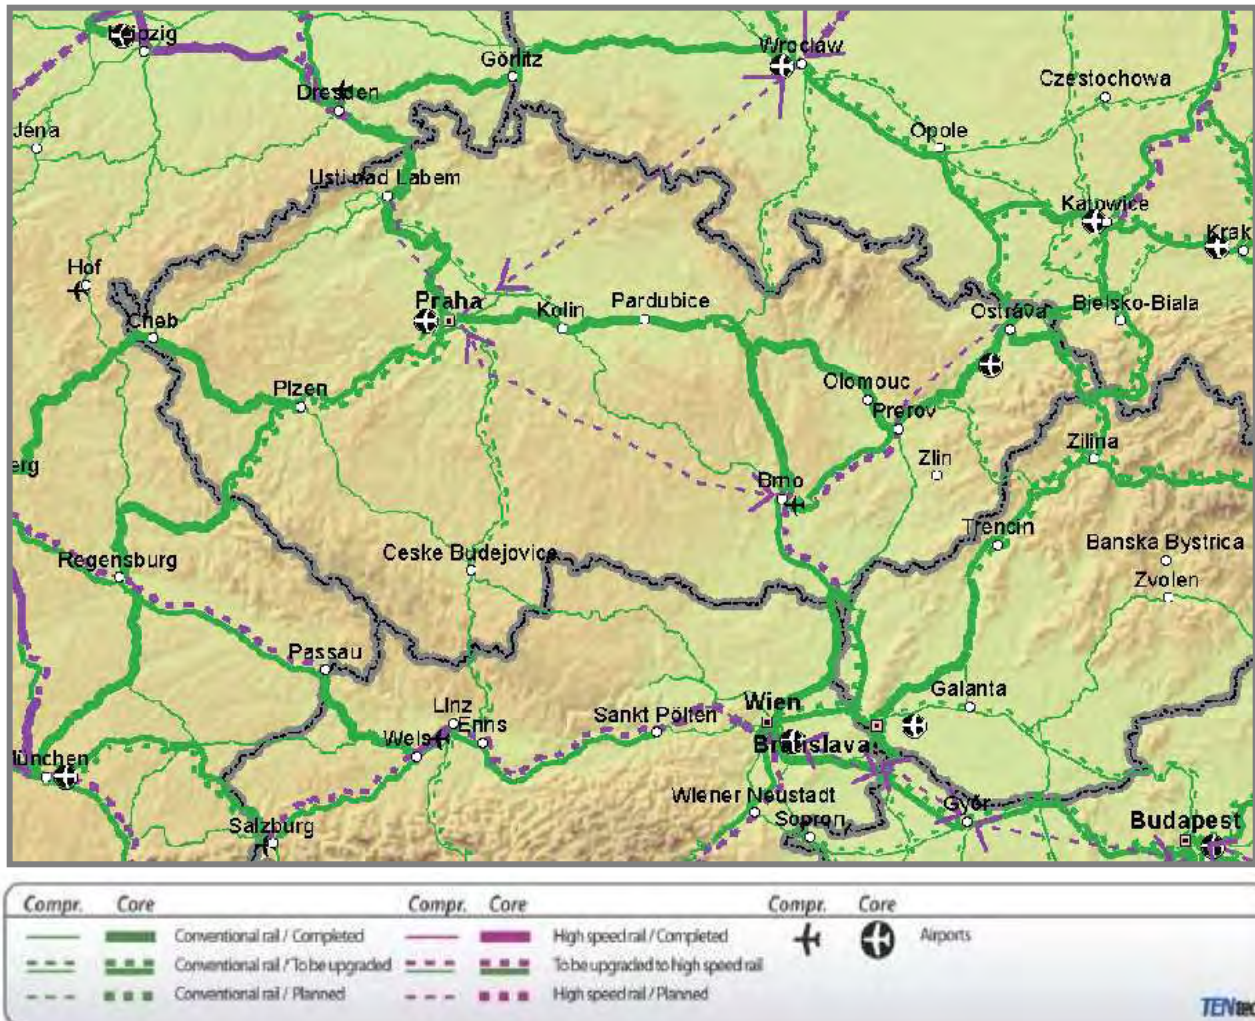 Leipzig
Wroclaw
Görlitz
Czestochowa
Dresden
Jena
Opole
Usti nad Labem
Katowice
Krak
Hof
Praha
Kolin
Pardubice
Ostrava
Bielsko-Biala
Cheb
Plzen
Olomouc
Prerov
Zilina
erg
Zlin
Brno
Trencin
Regensburg
Ceske Budejovice
Banska Bystrica
Zvolen
Passau
Galanta
Linz
Enns
Sankt Pölten
Wien
Wels
Bratislava
München
Wiener Neustadt
Györ
Salzburg
Sopron
Budapest
Compr. Core Compr. Core Compr. Core
Conventional rail / Completed High speed rail / Completed Airports
Conventional rail / To be upgraded To be upgraded to high speed rail
Conventional rail / Planned High speed rail / Planned
TENtec